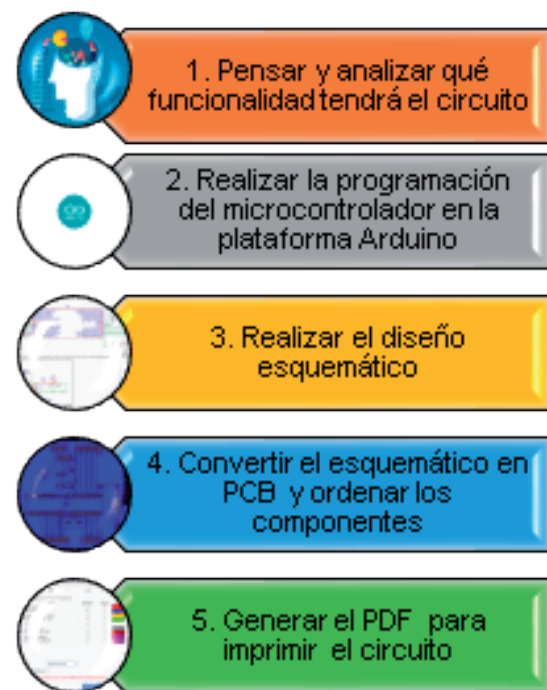 1. Pensar y analizar qué
funcionalidad tendrá el circuito
2. Realizar la programación
del microcontrolador en la
plataforma Arduino
3. Realizar el diseño
esquemático
4. Convertir el esquemático en
PCB y ordenar los
componentes
5. Generar el PDF para
imprimir el circuito